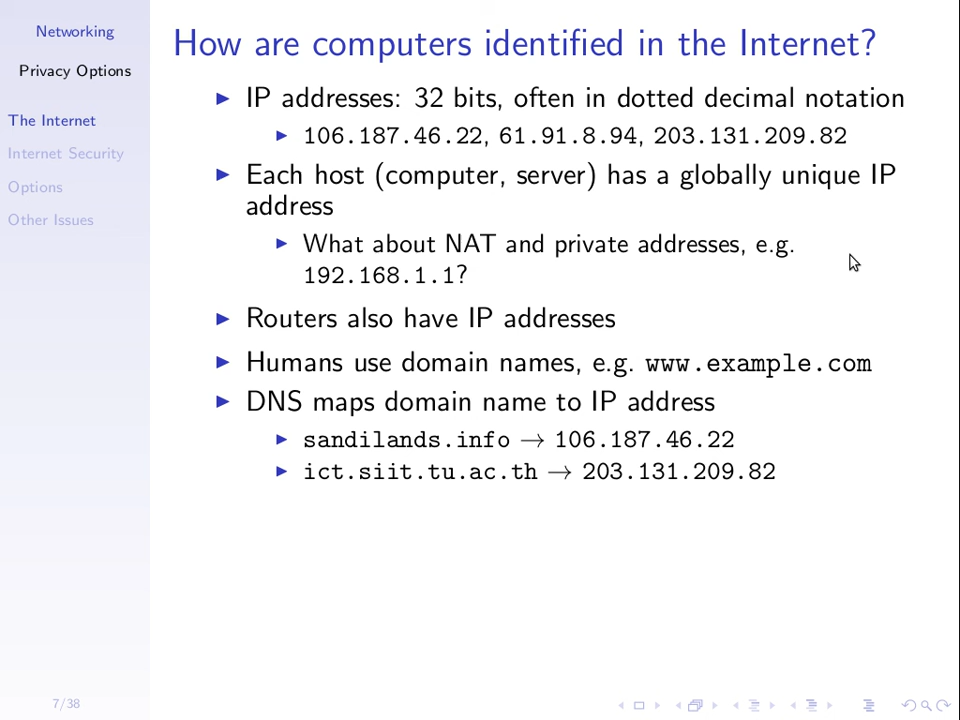 Networking
Privacy Options
The Internet
Internet Security
Options
Other Issues
How are computers identified in the Internet?
IP addresses: 32 bits, often in dotted decimal notation
106.187.46.22, 61.91.8.94, 203.131.209.82
Each host (computer, server) has a globally unique IP
address
What about NAT and private addresses, e.g.
192.168.1.1?
Routers also have IP addresses
Humans use domain names, e.g. www.example.com
DNS maps domain name to IP address
sandilands.info → 106.187.46.22
ict.siit.tu.ac.th → 203.131.209.82
7/38